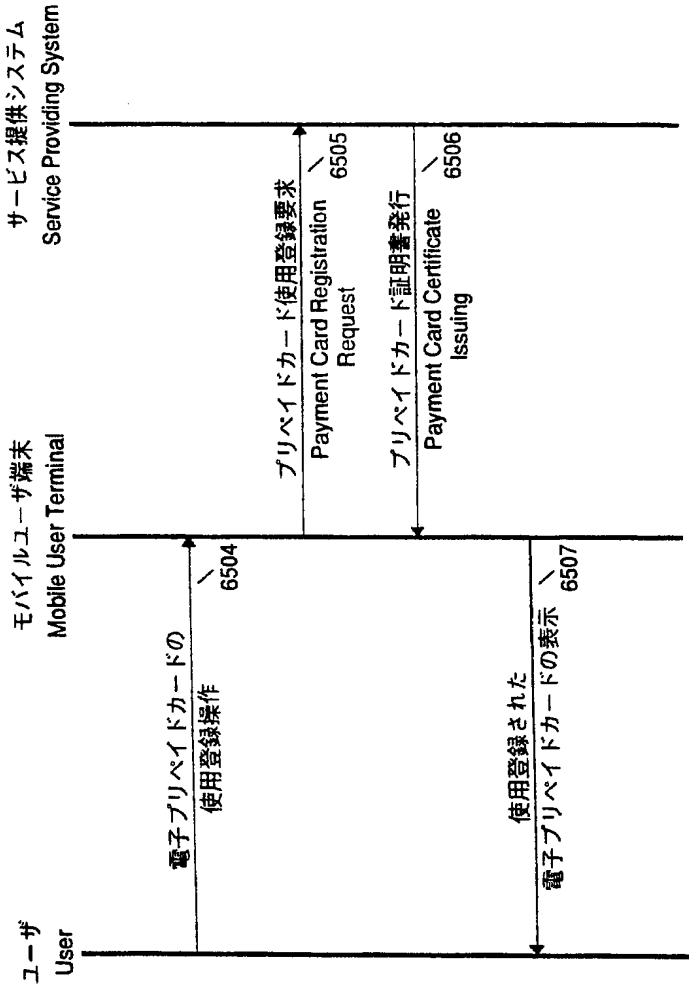 ユーザ
User
モバイルユーザ端末
Mobile User Terminal
サービス提供システム
Service Providing System
電子プリペイドカードの
使用登録操作
6504
プリペイドカード使用登録要求
Payment Card Registration
Request
6505
プリペイドカード証明書発行
Payment Card Certificate
Issuing
6506
使用登録された
電子プリペイドカードの表示
6507